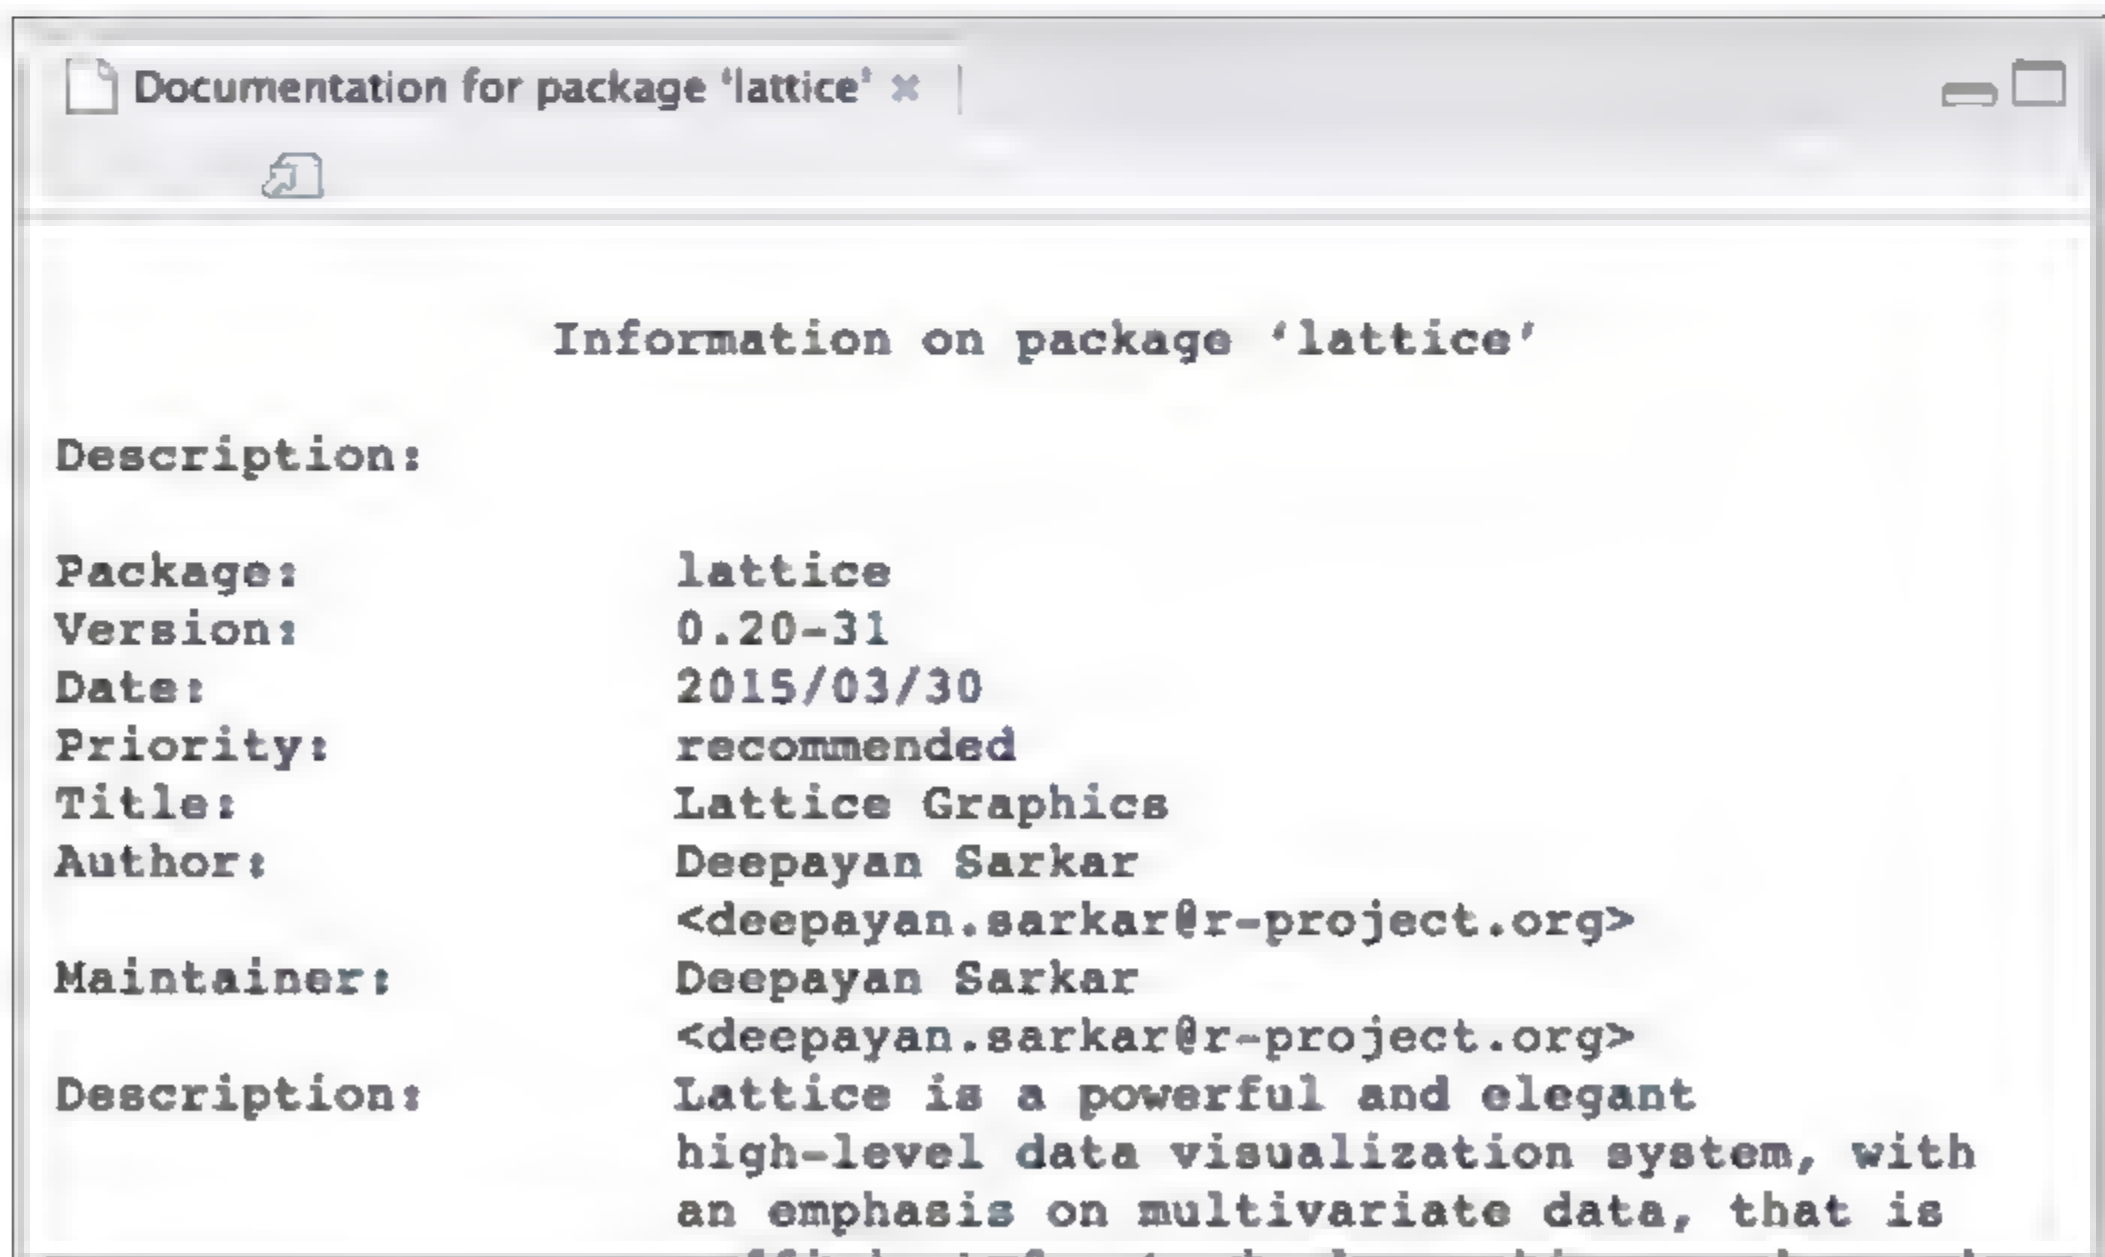 Documentation for package ‘lattice’
Information on package ‘lattice’
Description:
Package: lattice
Version: 0.20-31
Date: 2015/03/30
Priority: recommended
Title: Lattice Graphics
Author: Deepayan Sarkar
<deepayan.sarkar@r-project.org>
Maintainer: Deepayan Sarkar
<deepayan.sarkar@r-project.org>
Description: Lattice is a powerful and elegant
high-level data visualization system, with
an emphasis on multivariate data, that is